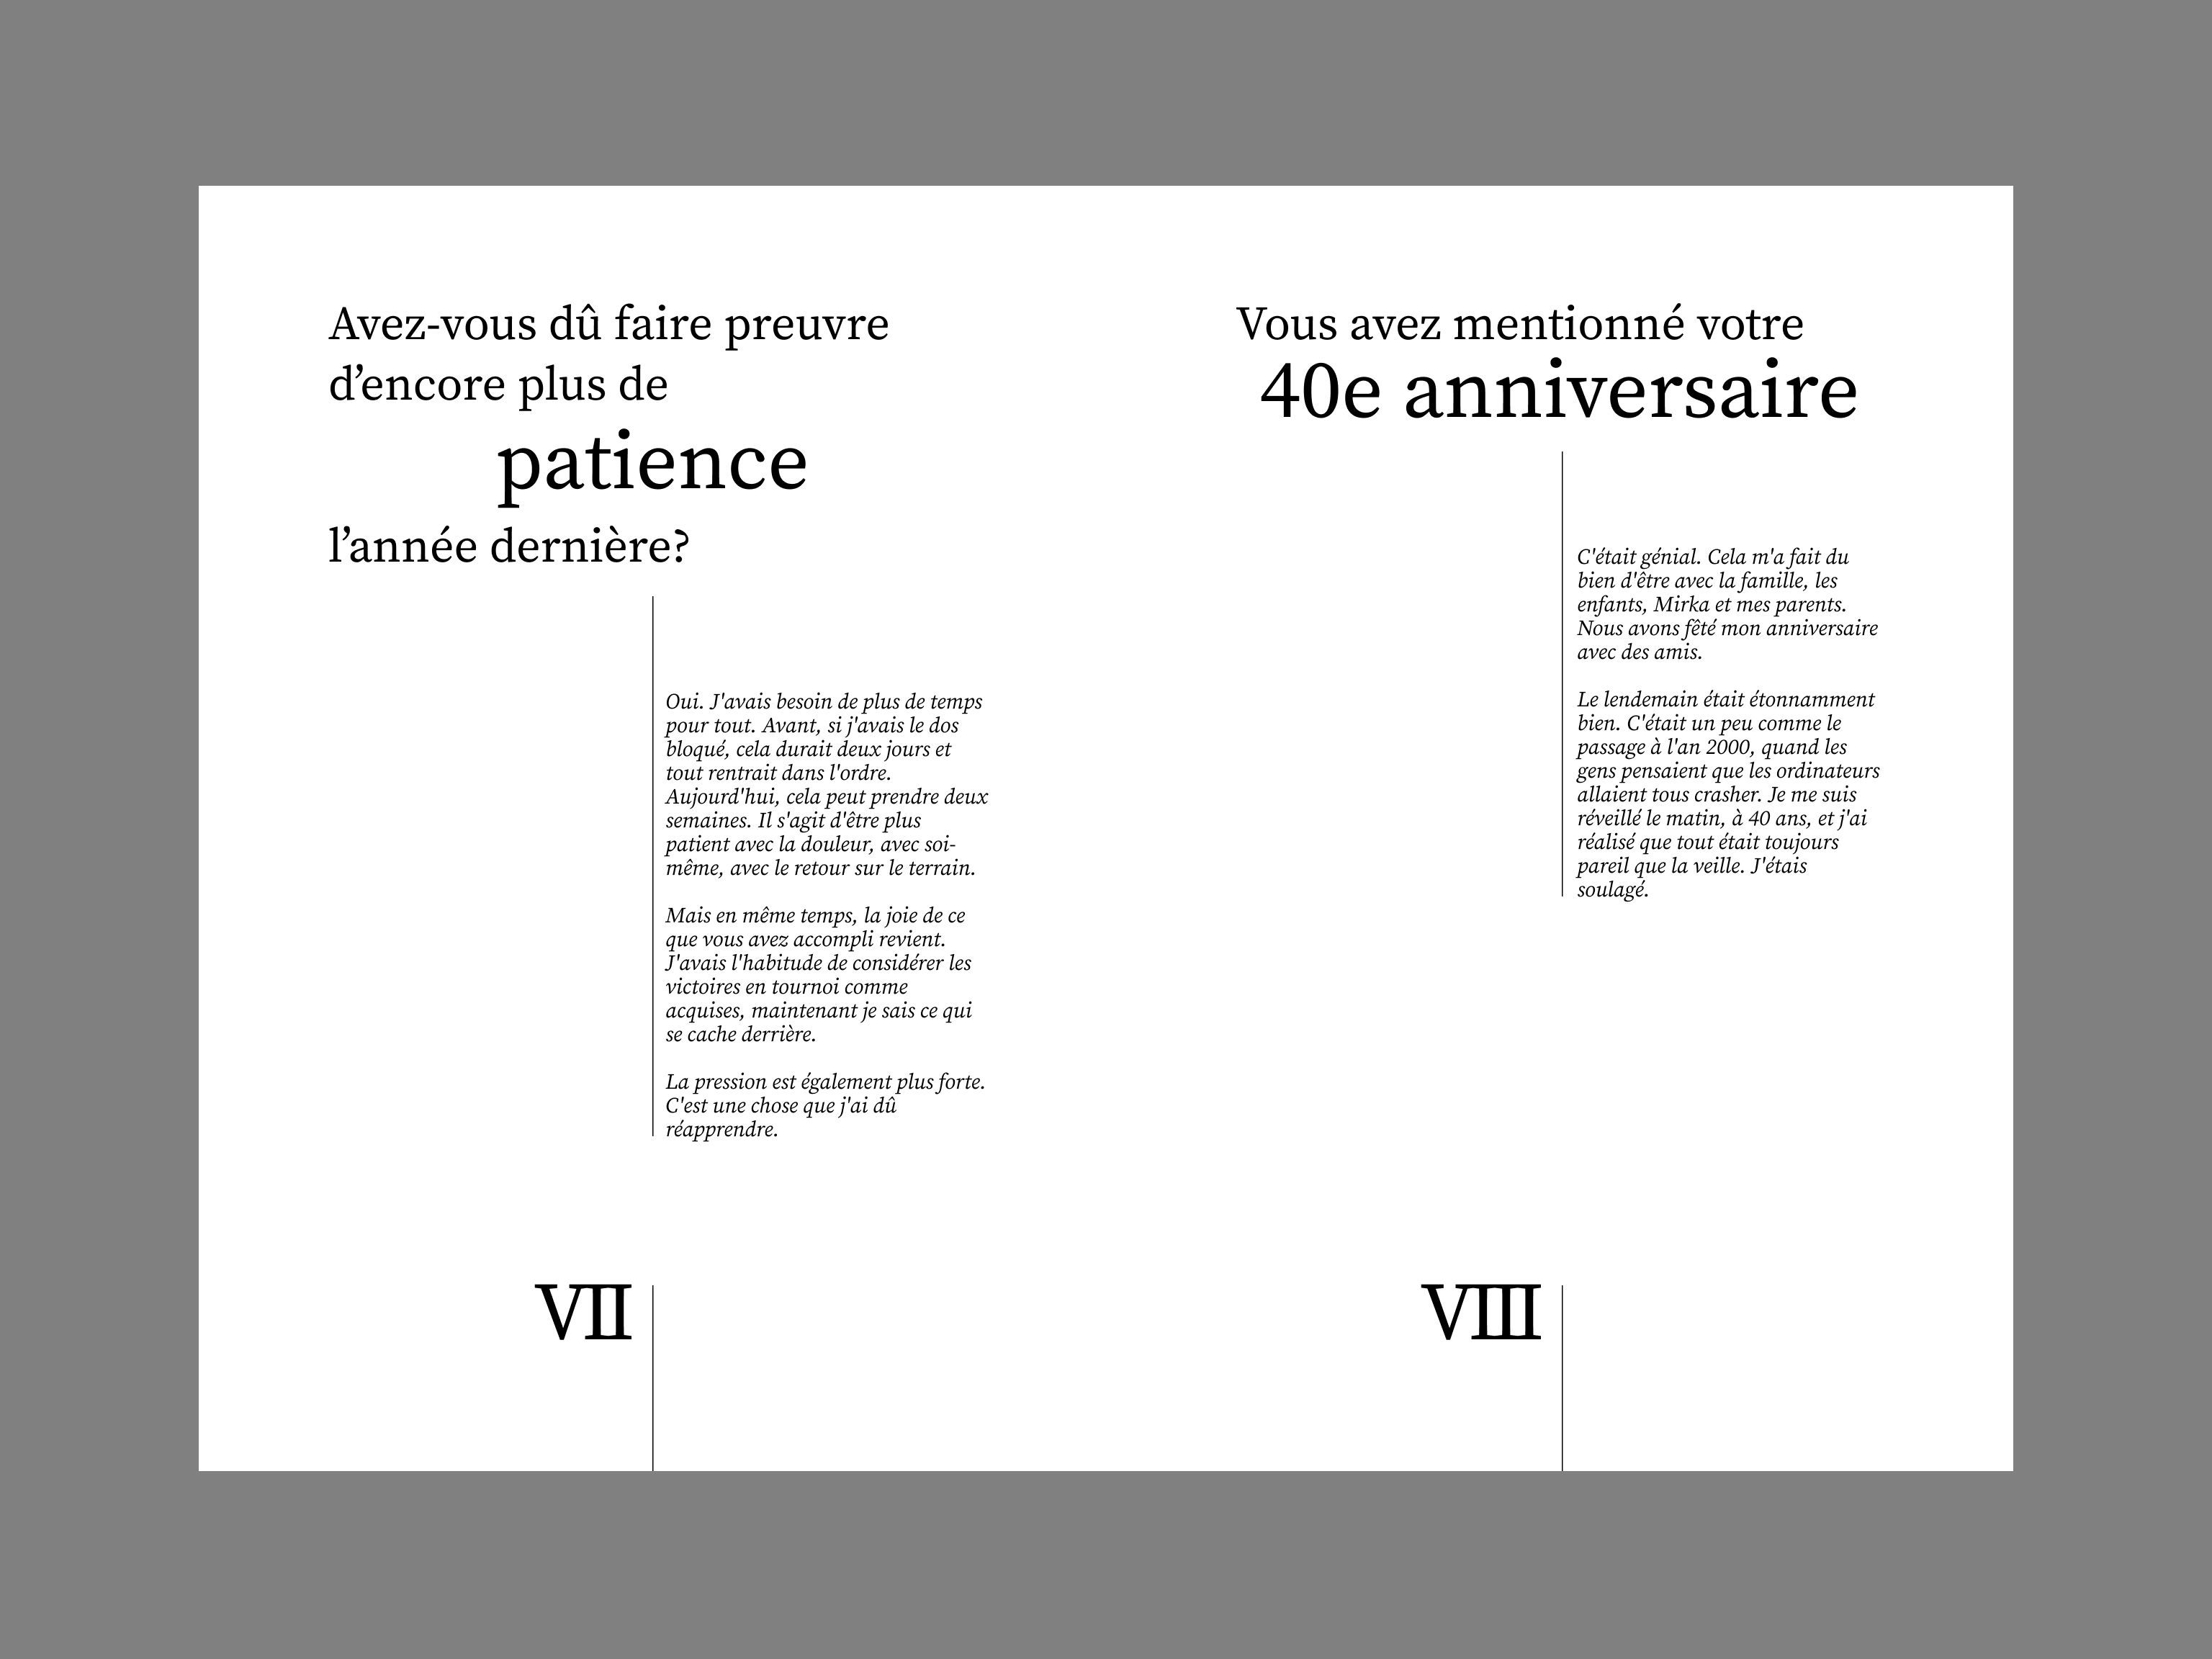 Avez-vous dû faire preuve
d’encore plus de
patience
l’année dernière?
Oui. J'avais besoin de plus de temps
pour tout. Avant, si j'avais le dos
bloqué, cela durait deux jours et
tout rentrait dans l'ordre.
Aujourd'hui, cela peut prendre deux
semaines. Il s'agit d'être plus
patient avec la douleur, avec soi-
même, avec le retour sur le terrain.
Mais en même temps, la joie de ce
que vous avez accompli revient.
J'avais l'habitude de considérer les
victoires en tournoi comme
acquises, maintenant je sais ce qui
se cache derrière.
La pression est également plus forte.
C'est une chose que j'ai dû
réapprendre.
VII
Vous avez mentionné votre
40e anniversaire
C'était génial. Cela m'a fait du
bien d'être avec la famille, les
enfants, Mirka et mes parents.
Nous avons fêté mon anniversaire
avec des amis.
Le lendemain était étonnamment
bien. C'était un peu comme le
passage à l'an 2000, quand les
gens pensaient que les ordinateurs
allaient tous crasher. Je me suis
réveillé le matin, à 40 ans, et j'ai
réalisé que tout était toujours
pareil que la veille. J'étais
soulagé.
VIII